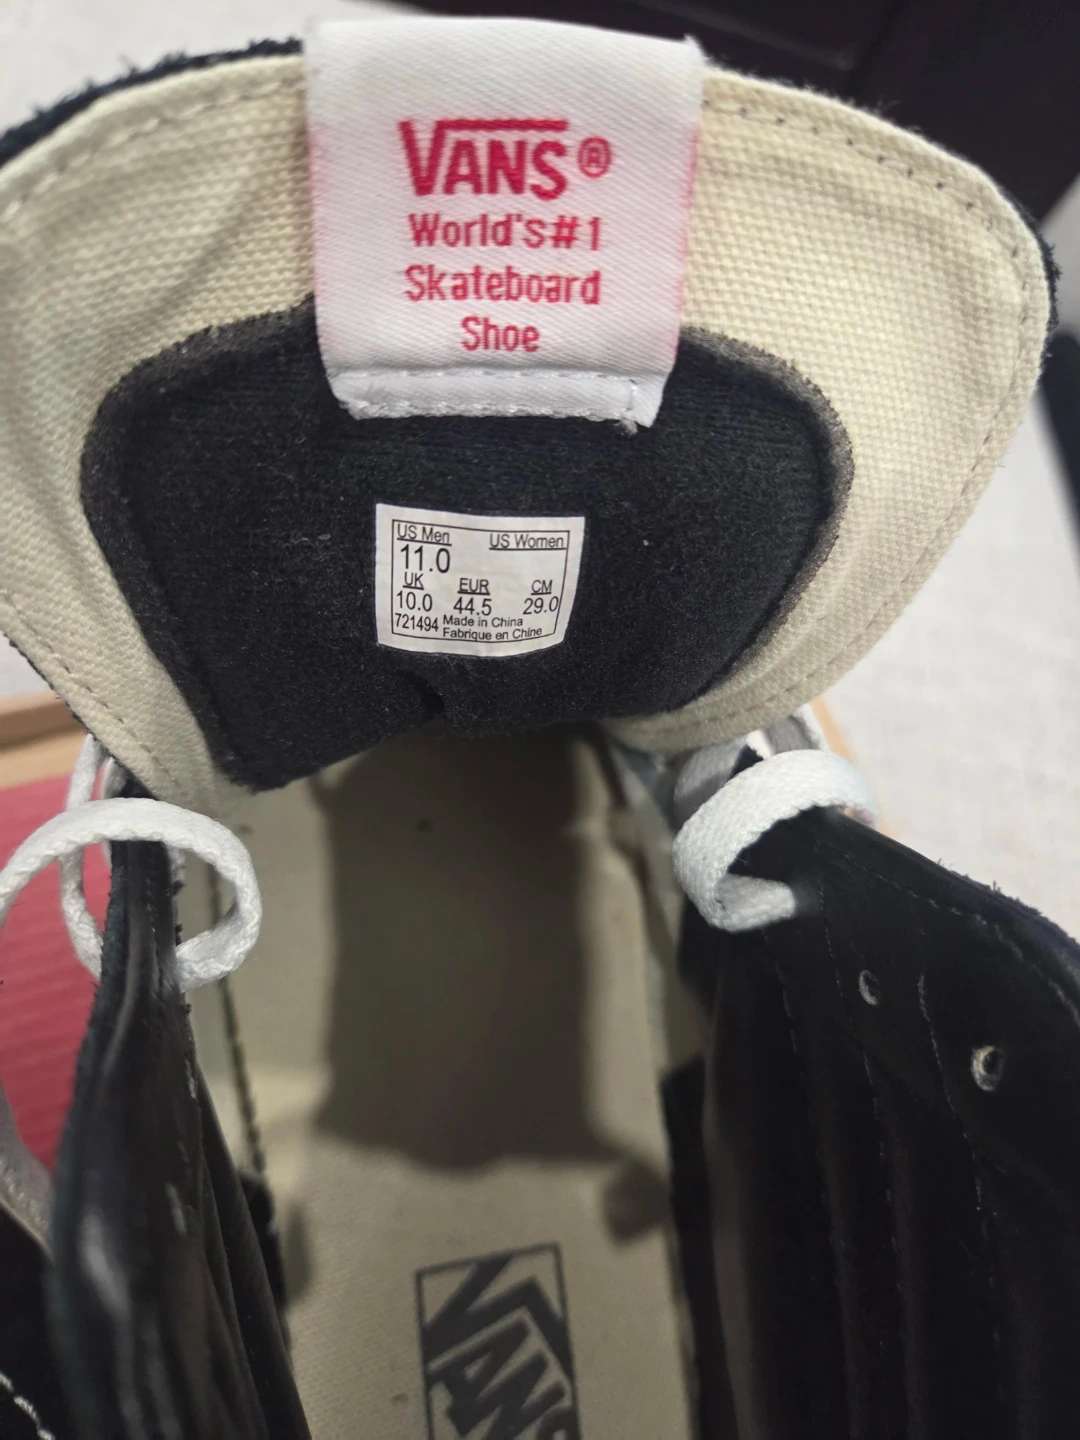 VANS®
World's#1
Skateboard
Shoe
US Men US Women
11.0
UK EUR CM
10.0 44.5 29.0
721494 Made in China
Fabrique en Chine
VANS